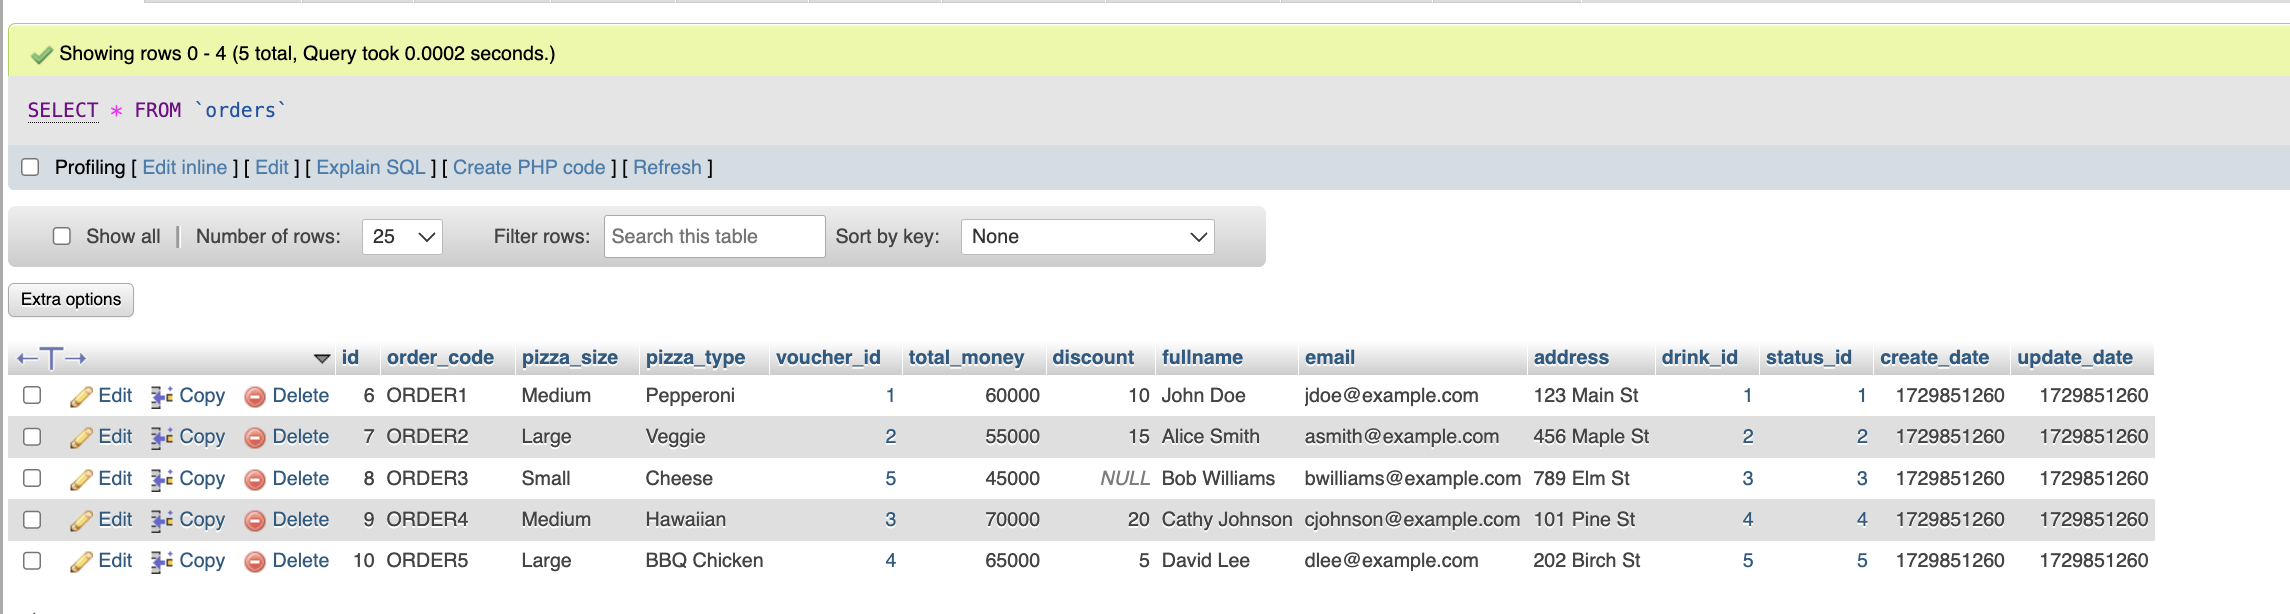 Showing rows 0 - 4 (5 total, Query took 0.0002 seconds.)
SELECT * FROM `orders`
Profiling [ Edit inline ] [ Edit ] [ Explain SQL ] [ Create PHP code ] [ Refresh ]
Show all | Number of rows: 25 Filter rows: Search this table Sort by key: None
Extra options
id order_code pizza_size pizza_type voucher_id total_money discount fullname email address drink_id status_id create_date update_date
Edit Copy Delete 6 ORDER1 Medium Pepperoni 1 60000 10 John Doe jdoe@example.com 123 Main St 1 1 1729851260 1729851260
Edit Copy Delete 7 ORDER2 Large Veggie 2 55000 15 Alice Smith asmith@example.com 456 Maple St 2 2 1729851260 1729851260
Edit Copy Delete 8 ORDER3 Small Cheese 5 45000 NULL Bob Williams bwilliams@example.com 789 Elm St 3 3 1729851260 1729851260
Edit Copy Delete 9 ORDER4 Medium Hawaiian 3 70000 20 Cathy Johnson cjohnson@example.com 101 Pine St 4 4 1729851260 1729851260
Edit Copy Delete 10 ORDER5 Large BBQ Chicken 4 65000 5 David Lee dlee@example.com 202 Birch St 5 5 1729851260 1729851260